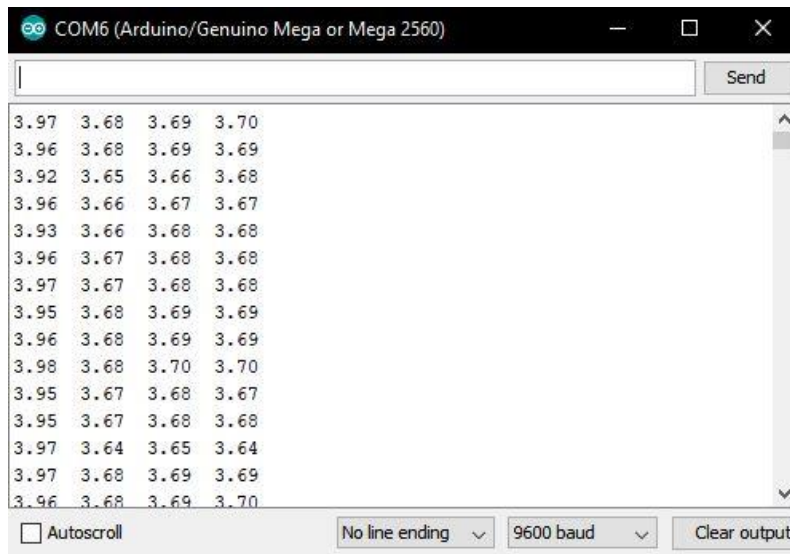 COM6 (Arduino/Genuino Mega or Mega 2560)
Send
3.97 3.68 3.69 3.70
3.96 3.68 3.69 3.69
3.92 3.65 3.66 3.68
3.96 3.66 3.67 3.67
3.93 3.66 3.68 3.68
3.96 3.67 3.68 3.68
3.97 3.67 3.68 3.68
3.95 3.68 3.69 3.69
3.96 3.68 3.69 3.69
3.98 3.68 3.70 3.70
3.95 3.67 3.68 3.67
3.95 3.67 3.68 3.68
3.97 3.64 3.65 3.64
3.97 3.68 3.69 3.69
3.96 3.68 3.69 3.70
Autoscroll No line ending 9600 baud Clear output